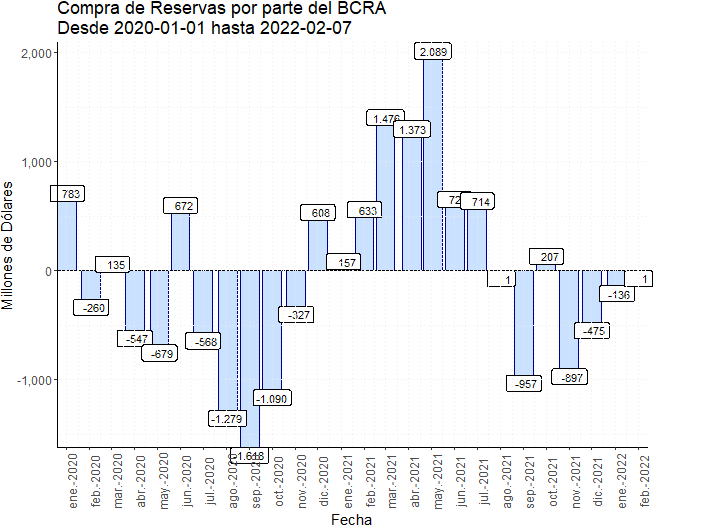 Compra de Reservas por parte del BCRA
Desde 2020-01-01 hasta 2022-02-07
Millones de Dólares
2,000
1,000
0
-1,000
783
-260
135
-547
-679
672
-568
-1.279
-1.618
-1.090
-327
608
157
633
1.476
1.373
2.089
714
1
-957
207
-897
-475
-136
1
ene.-2020
feb.-2020
mar.-2020
abr.-2020
may.-2020
jun.-2020
jul.-2020
ago.-2020
sep.-2020
oct.-2020
nov.-2020
dic.-2020
ene.-2021
feb.-2021
mar.-2021
abr.-2021
may.-2021
jun.-2021
jul.-2021
ago.-2021
sep.-2021
oct.-2021
nov.-2021
dic.-2021
ene.-2022
feb.-2022
Fecha